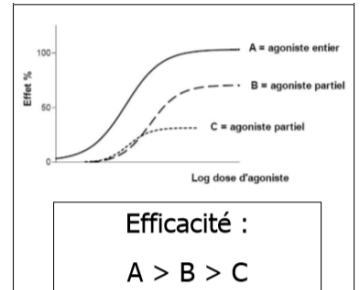 Effet %
100
50
0
A = agoniste entier
B = agoniste partiel
C = agoniste partiel
Log dose d'agoniste
Efficacité :
A > B > C